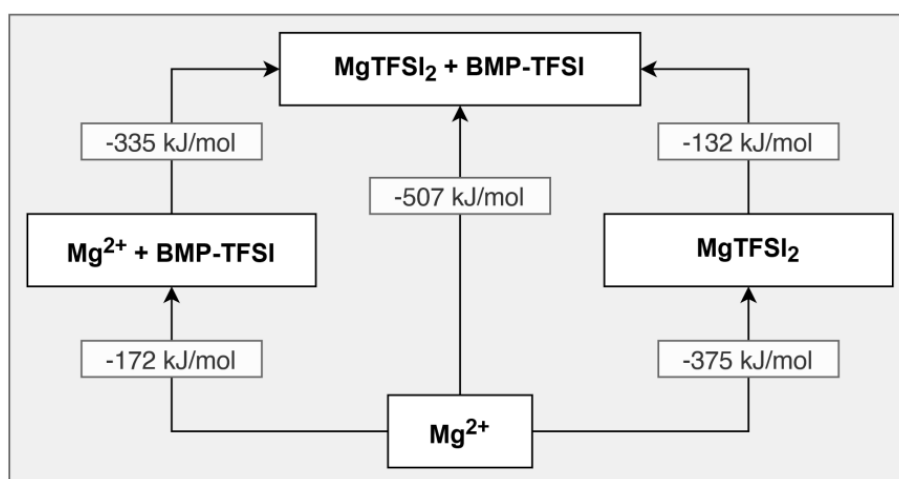 MgTFSI₂ + BMP-TFSI
-335 kJ/mol
-132 kJ/mol
-507 kJ/mol
Mg²⁺ + BMP-TFSI
MgTFSI₂
-172 kJ/mol
-375 kJ/mol
Mg²⁺